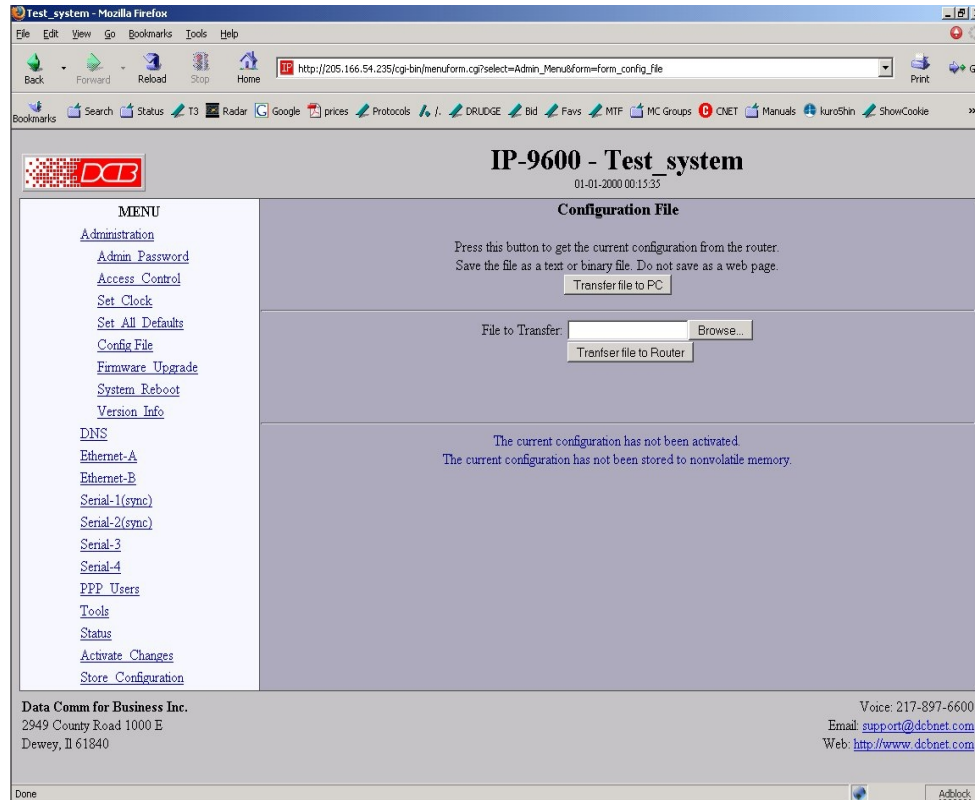 Test_system - Mozilla Firefox
File Edit View Go Bookmarks Tools Help
Back Forward Reload Stop Home
IP http://205.166.54.235/cgi-bin/menuform.cgi?select=Admin_Menu&form=form_config_file
Print G
Bookmarks Search Status T3 Radar Google prices Protocols /. DRUDGE Bid Favs MTF MC Groups CNET Manuals kuro5hin ShowCookie »
DCB
IP-9600 - Test_system
01-01-2000 00:15:35
MENU
Administration
Admin Password
Access Control
Set Clock
Set All Defaults
Config File
Firmware Upgrade
System Reboot
Version Info
DNS
Ethernet-A
Ethernet-B
Serial-1(sync)
Serial-2(sync)
Serial-3
Serial-4
PPP Users
Tools
Status
Activate Changes
Store Configuration
Configuration File
Press this button to get the current configuration from the router.
Save the file as a text or binary file. Do not save as a web page.
Transfer file to PC
File to Transfer: Browse...
Tranfser file to Router
The current configuration has not been activated.
The current configuration has not been stored to nonvolatile memory.
Data Comm for Business Inc.
2949 County Road 1000 E
Dewey, Il 61840
Voice: 217-897-6600
Email: support@dcbnet.com
Web: http://www.dcbnet.com
Done
Adblock